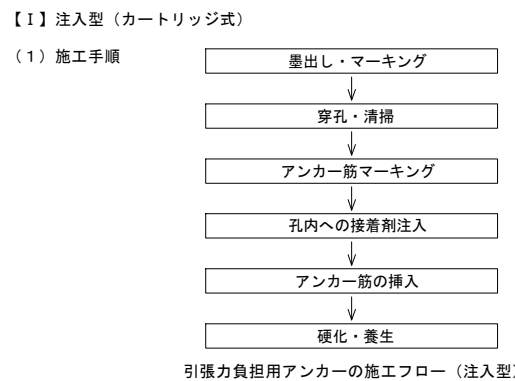 【Ⅰ】注入型（カートリッジ式）
（１）施工手順
墨出し・マーキング
穿孔・清掃
アンカー筋マーキング
孔内への接着剤注入
アンカー筋の挿入
硬化・養生
引張力負担用アンカーの施工フロー（注入型）